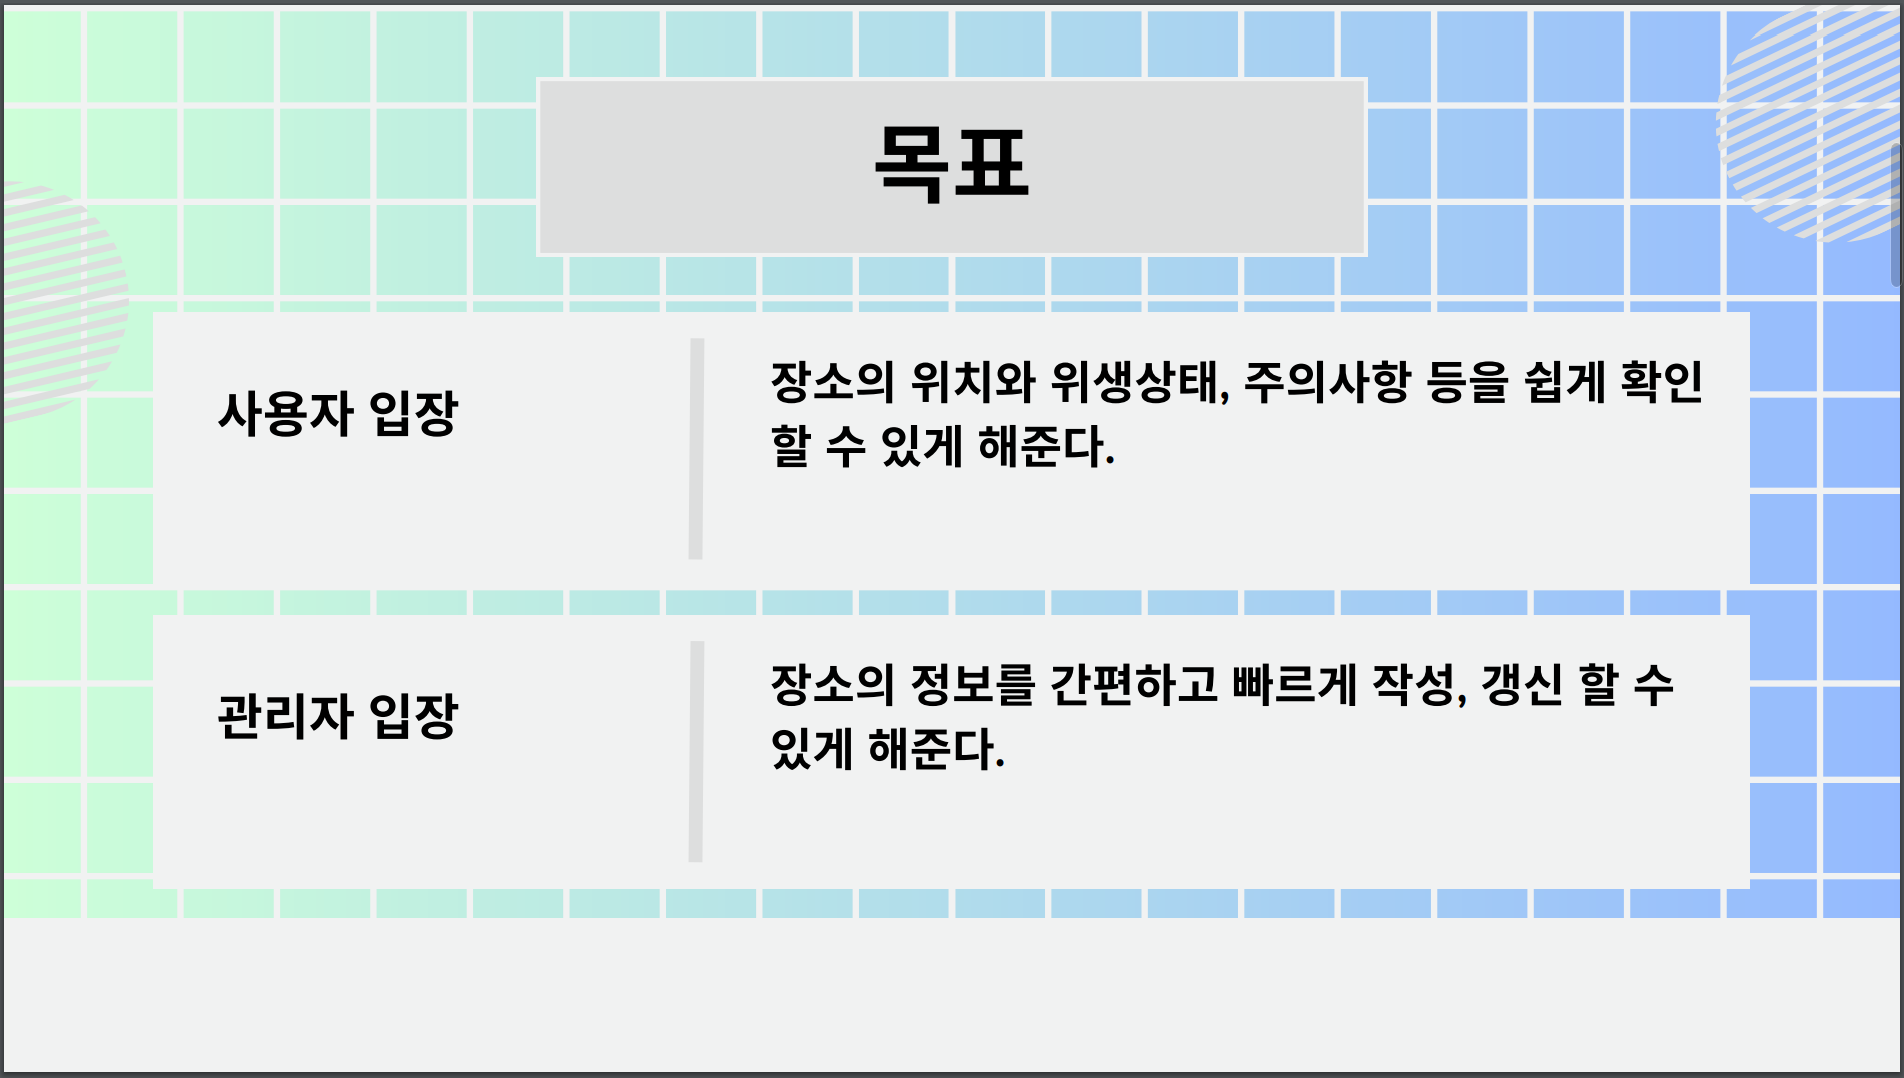 목표
사용자 입장
장소의 위치와 위생상태, 주의사항 등을 쉽게 확인
할 수 있게 해준다.
관리자 입장
장소의 정보를 간편하고 빠르게 작성, 갱신 할 수
있게 해준다.